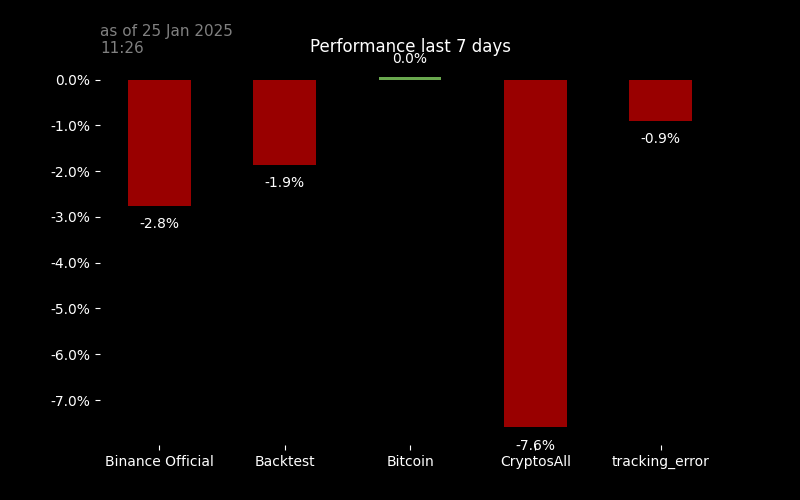 as of 25 Jan 2025
11:26
Performance last 7 days
0.0%
0.0%
-1.0%
-2.0%
-3.0%
-4.0%
-5.0%
-6.0%
-7.0%
-2.8%
-1.9%
-7.6%
-0.9%
Binance Official
Backtest
Bitcoin
CryptosAll
tracking_error